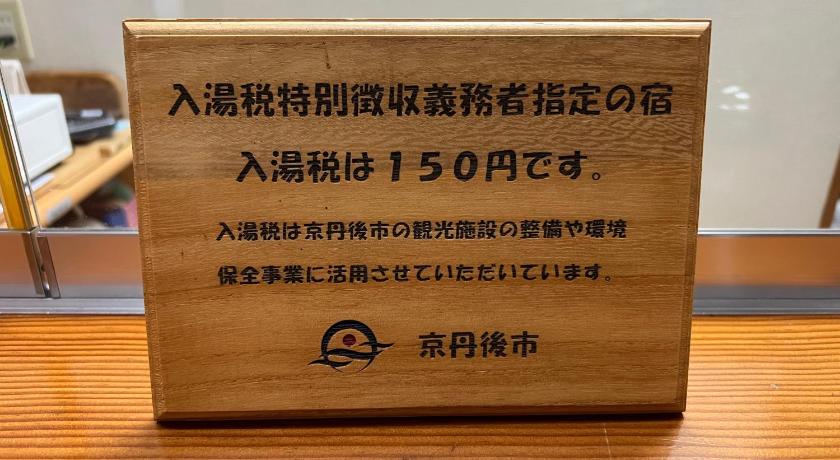 入湯税特別徴収義務者指定の宿
入湯税は１５０円です。
入湯税は京丹後市の観光施設の整備や環境
保全事業に活用させていただいています。
京丹後市